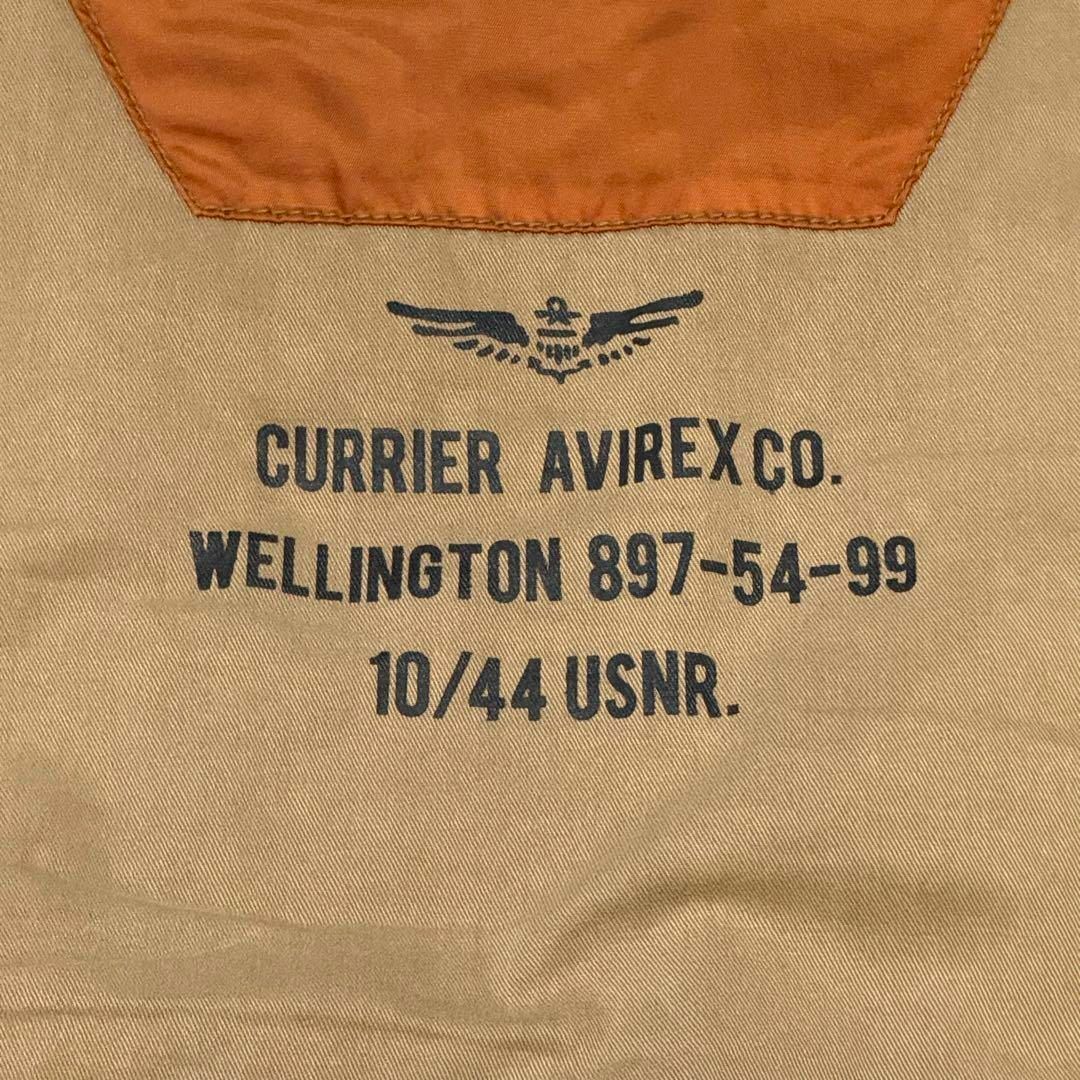 CURRIER AVIREX CO.
WELLINGTON 897-54-99
10/44 USNR.